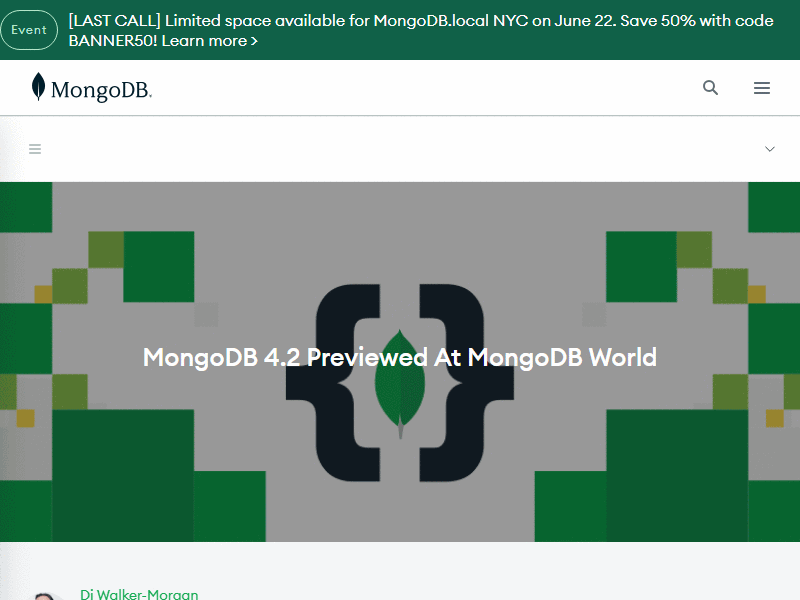 Event
[LAST CALL] Limited space available for MongoDB.local NYC on June 22. Save 50% with code
BANNER50! Learn more >
MongoDB.
MongoDB 4.2 Previewed At MongoDB World
Dj Walker-Morgan